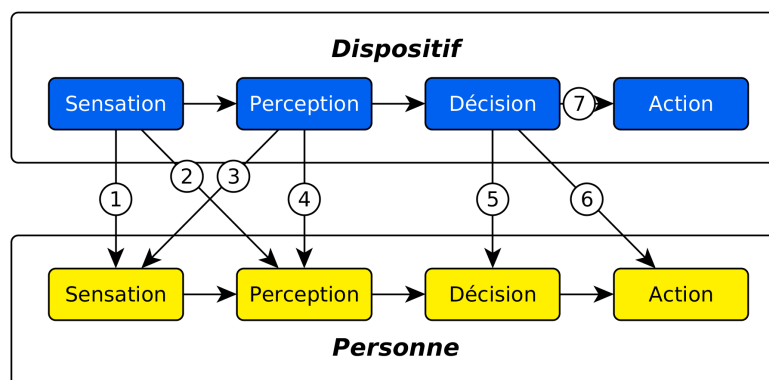 Dispositif
Sensation Perception Décision 7 Action
2 3
1 4 5 6
Sensation Perception Décision Action
Personne